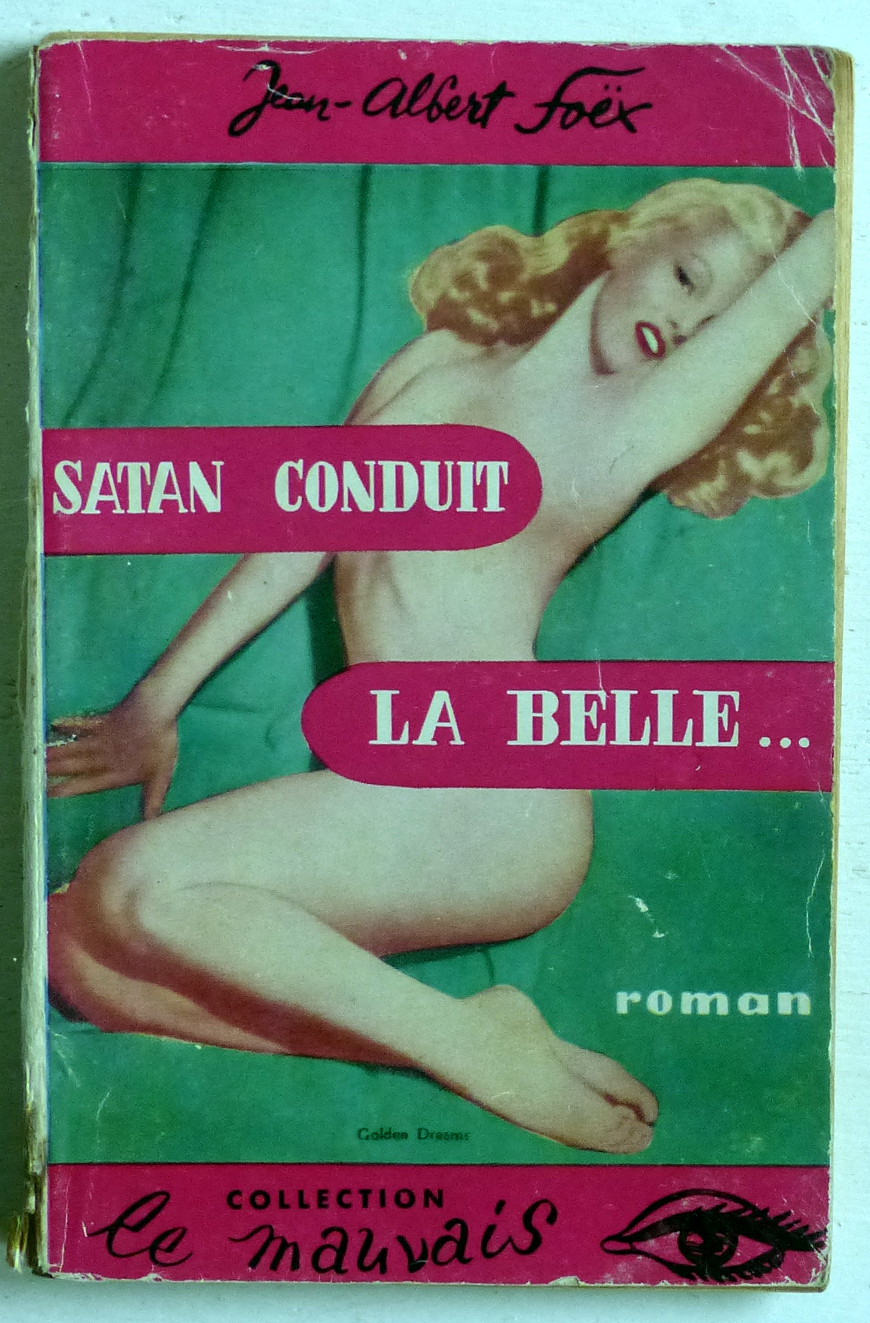 Jean-Albert Foëx
SATAN CONDUIT
LA BELLE...
roman
Golden Dreams
COLLECTION
le mauvais